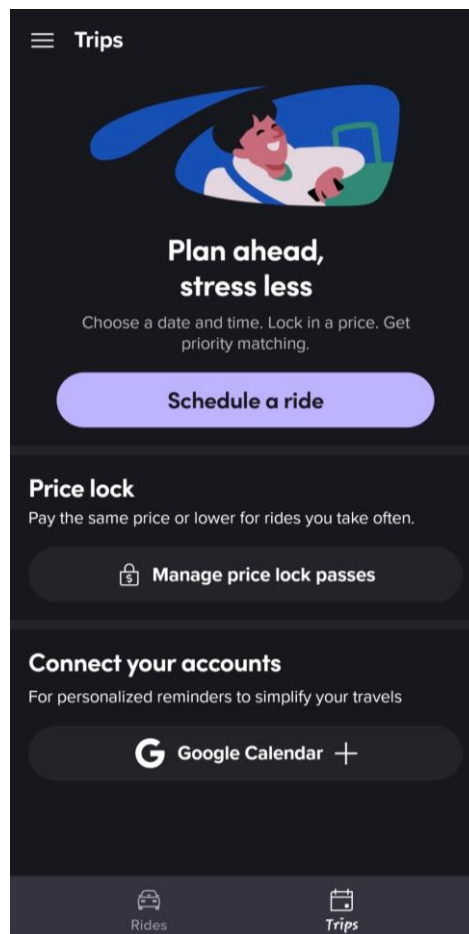 Trips
Plan ahead,
stress less
Choose a date and time. Lock in a price. Get
priority matching.
Schedule a ride
Price lock
Pay the same price or lower for rides you take often.
$ Manage price lock passes
Connect your accounts
For personalized reminders to simplify your travels
G Google Calendar +
Rides
Trips